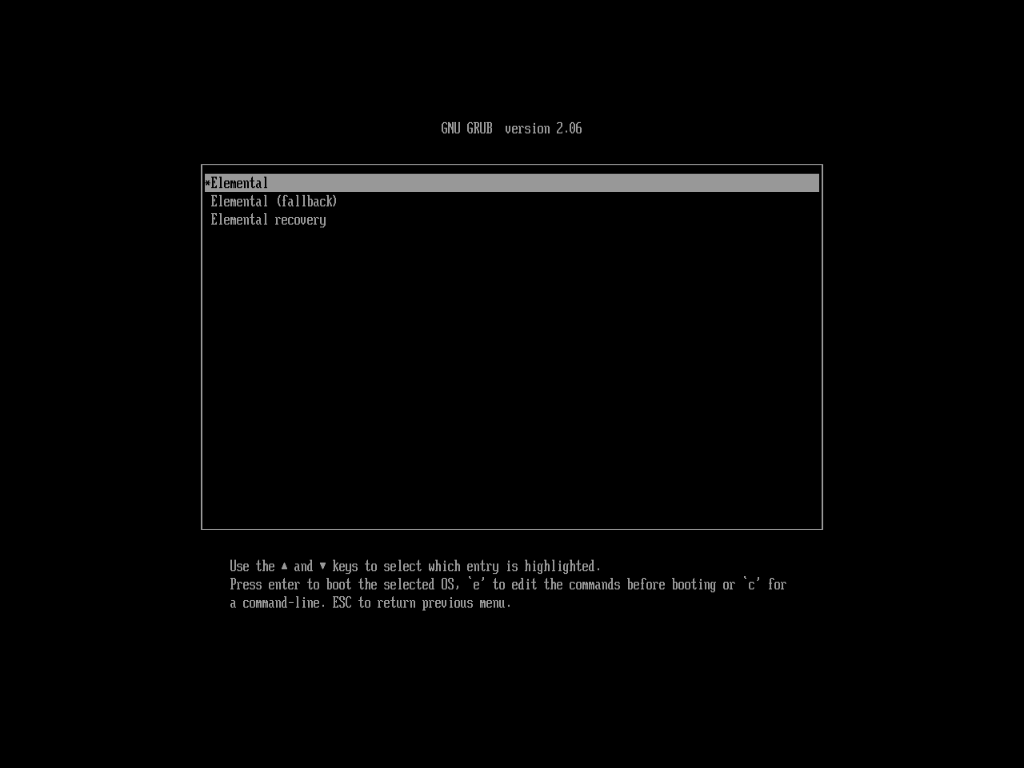 GNU GRUB  version 2.06
*Elemental
Elemental (fallback)
Elemental recovery
Use the ▲ and ▼ keys to select which entry is highlighted.
Press enter to boot the selected OS, `e' to edit the commands before booting or `c' for
a command-line. ESC to return previous menu.